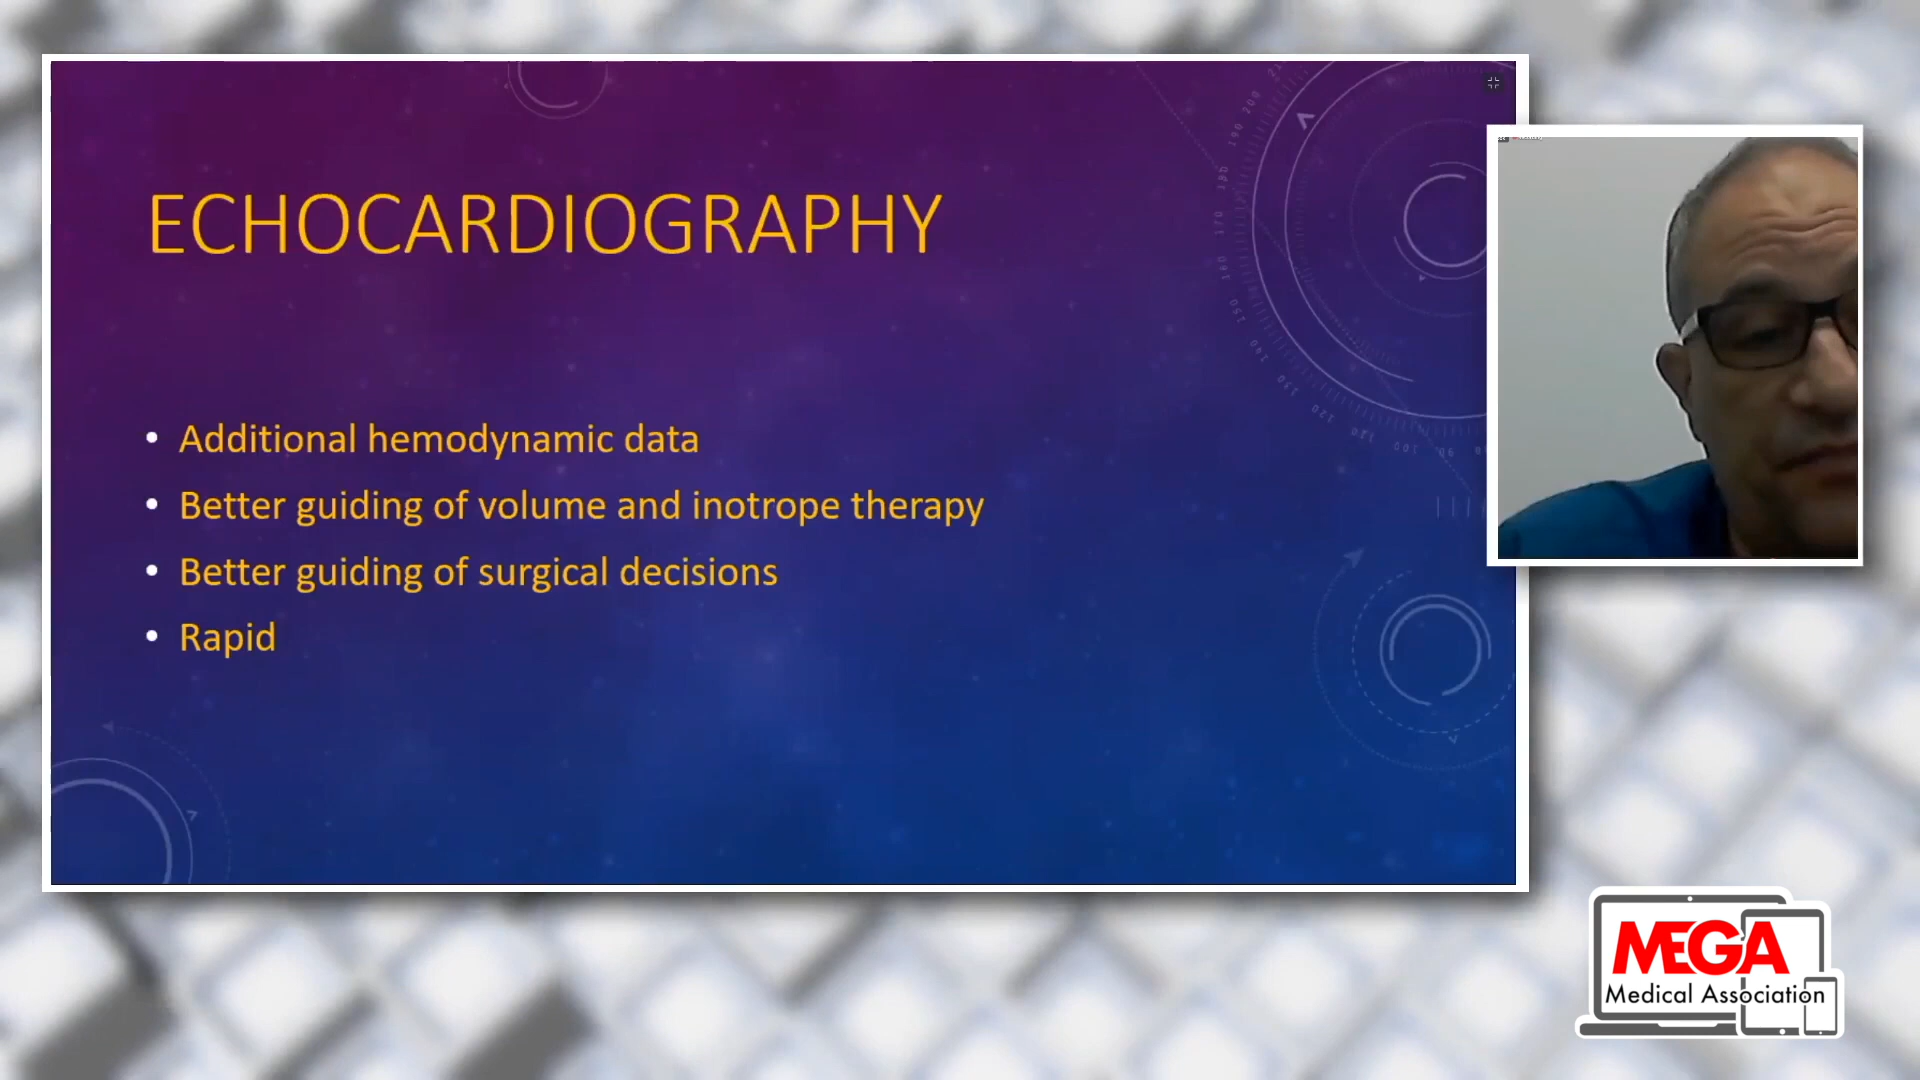 ECHOCARDIOGRAPHY
• Additional hemodynamic data
• Better guiding of volume and inotrope therapy
• Better guiding of surgical decisions
• Rapid
MEGA
Medical Association